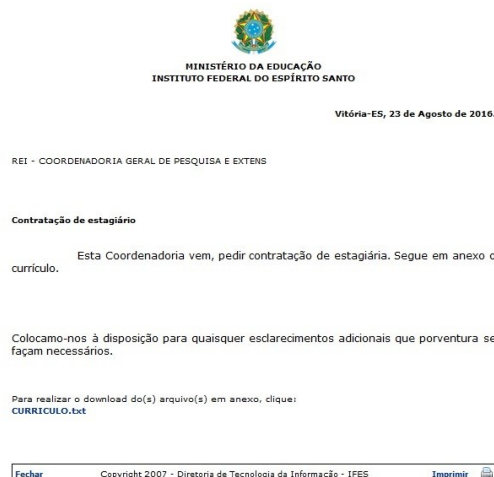 MINISTÉRIO DA EDUCAÇÃO
INSTITUTO FEDERAL DO ESPÍRITO SANTO
Vitória-ES, 23 de Agosto de 2016.
REI - COORDENADORIA GERAL DE PESQUISA E EXTENS
Contratação de estagiário
Esta Coordenadoria vem, pedir contratação de estagiária. Segue em anexo o
currículo.
Colocamo-nos à disposição para quaisquer esclarecimentos adicionais que porventura se
façam necessários.
Para realizar o download do(s) arquivo(s) em anexo, clique:
CURRICULO.txt
Fechar Copyright 2007 - Diretoria de Tecnologia da Informação - IFES Imprimir